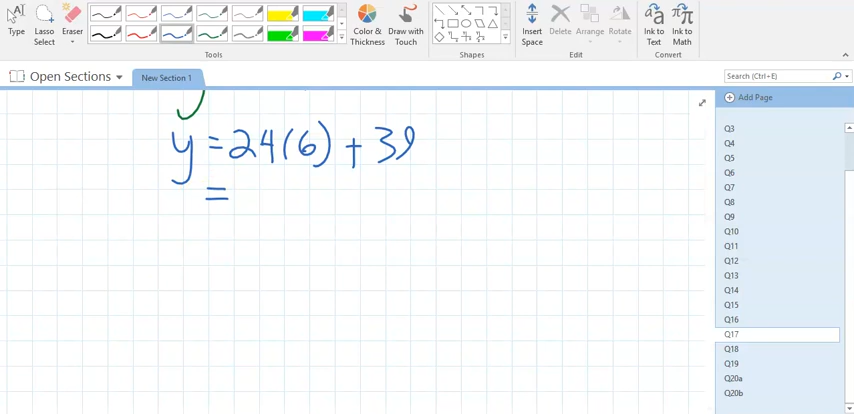 Type
Lasso Select
Eraser
Color & Thickness
Draw with Touch
Insert Space
Delete
Arrange
Rotate
Ink to Text
Ink to Math
Tools
Shapes
Edit
Convert
Open Sections
New Section 1
Search (Ctrl+E)
Add Page
y = 24(6) + 39
=
Q3
Q4
Q5
Q6
Q7
Q8
Q9
Q10
Q11
Q12
Q13
Q14
Q15
Q16
Q17
Q18
Q19
Q20a
Q20b